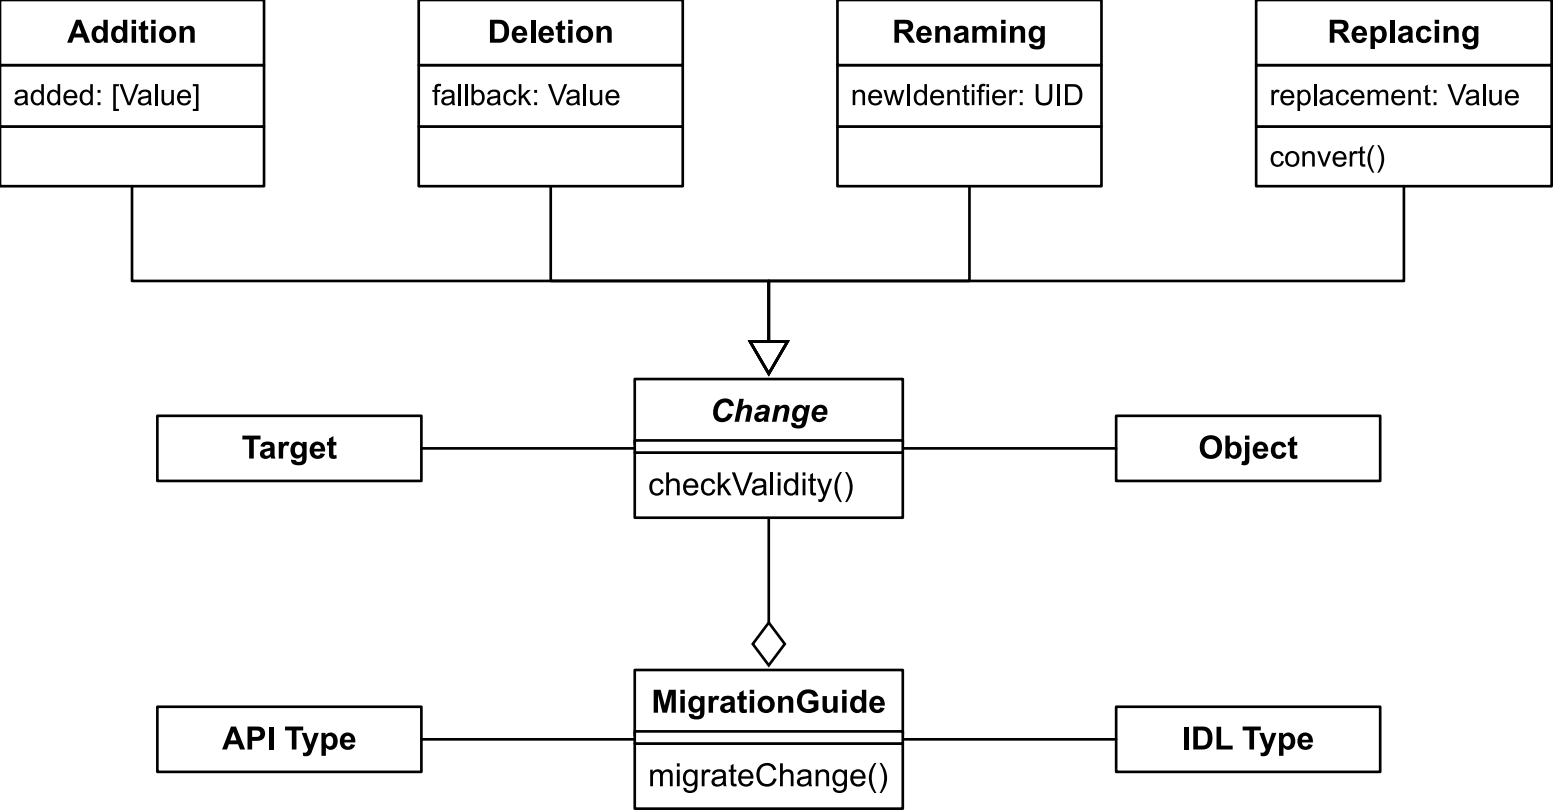 Addition
added: [Value]
Deletion
fallback: Value
Renaming
newIdentifier: UID
Replacing
replacement: Value
convert()
Change
checkValidity()
Target
Object
MigrationGuide
migrateChange()
API Type
IDL Type